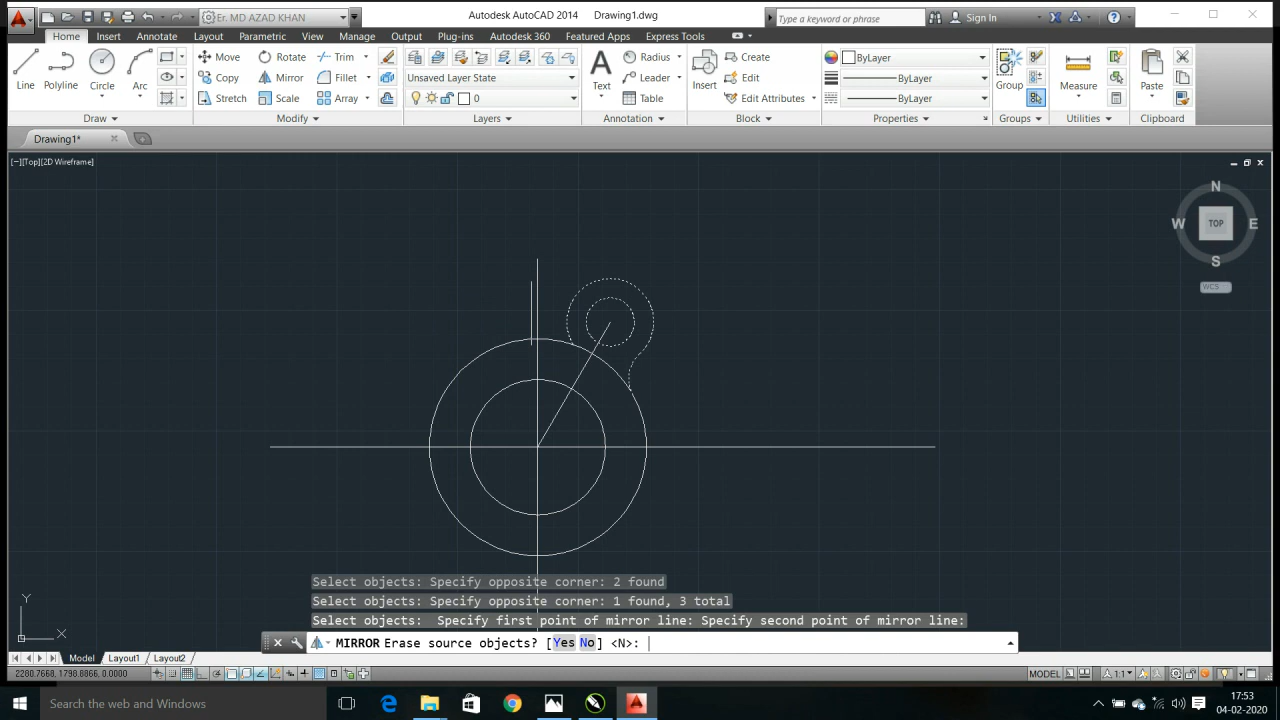 Er. MD AZAD KHAN
Autodesk AutoCAD 2014 Drawing1.dwg
Type a keyword or phrase
Sign In
Home Insert Annotate Layout Parametric View Manage Output Plug-ins Autodesk 360 Featured Apps Express Tools
Line
Polyline
Circle
Arc
Move
Copy
Stretch
Rotate
Mirror
Scale
Trim
Fillet
Array
Unsaved Layer State
0
Text
Radius
Leader
Table
Insert
Create
Edit
Edit Attributes
ByLayer
ByLayer
ByLayer
Group
Measure
Paste
Draw Modify Layers Annotation Block Properties Groups Utilities Clipboard
Drawing1*
[−][Top][2D Wireframe]
N
W TOP E
S
WCS
Select objects: Specify opposite corner: 2 found
Select objects: Specify opposite corner: 1 found, 3 total
Select objects: Specify first point of mirror line: Specify second point of mirror line:
Y
X
MIRROR Erase source objects? [Yes No] <N>:
Model Layout1 Layout2
2280.7660, 1798.8866, 0.0000
MODEL
1:1
Search the web and Windows
17:53
04-02-2020